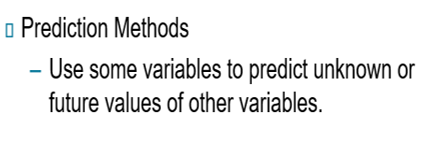 ▯ Prediction Methods
– Use some variables to predict unknown or
future values of other variables.